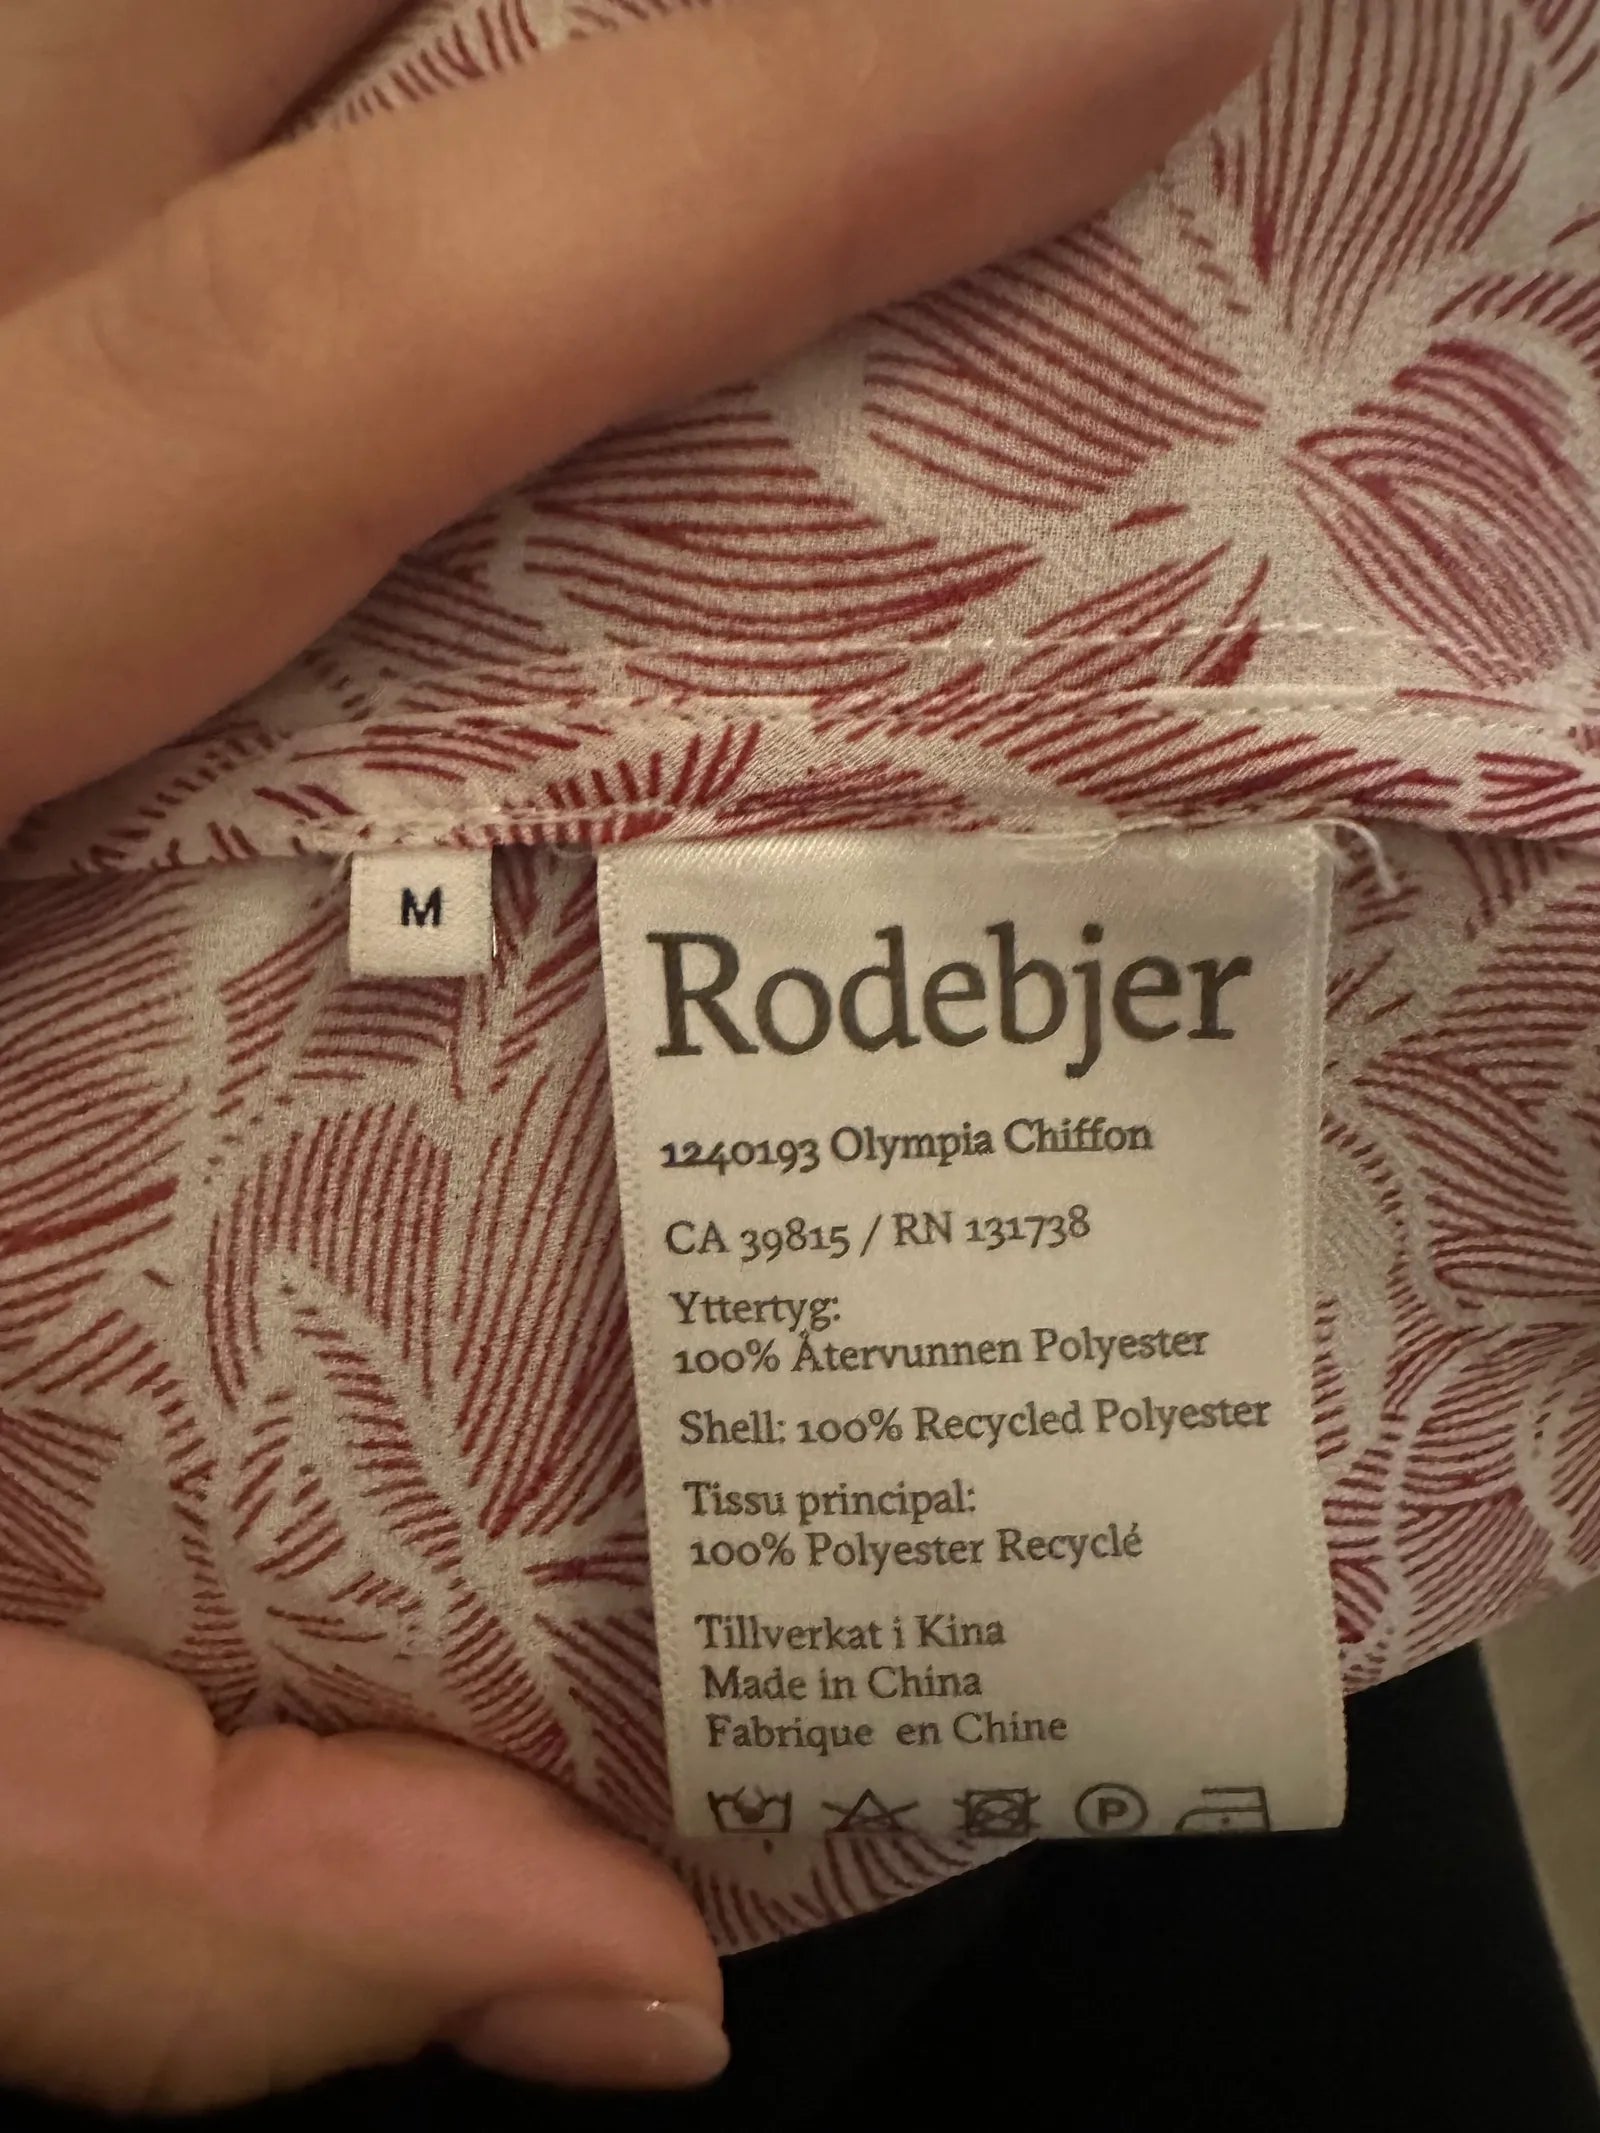 M
Rodebjer
1240193 Olympia Chiffon
CA 39815 / RN 131738
Yttertyg:
100% Återvunnen Polyester
Shell: 100% Recycled Polyester
Tissu principal:
100% Polyester Recyclé
Tillverkat i Kina
Made in China
Fabrique en Chine
P